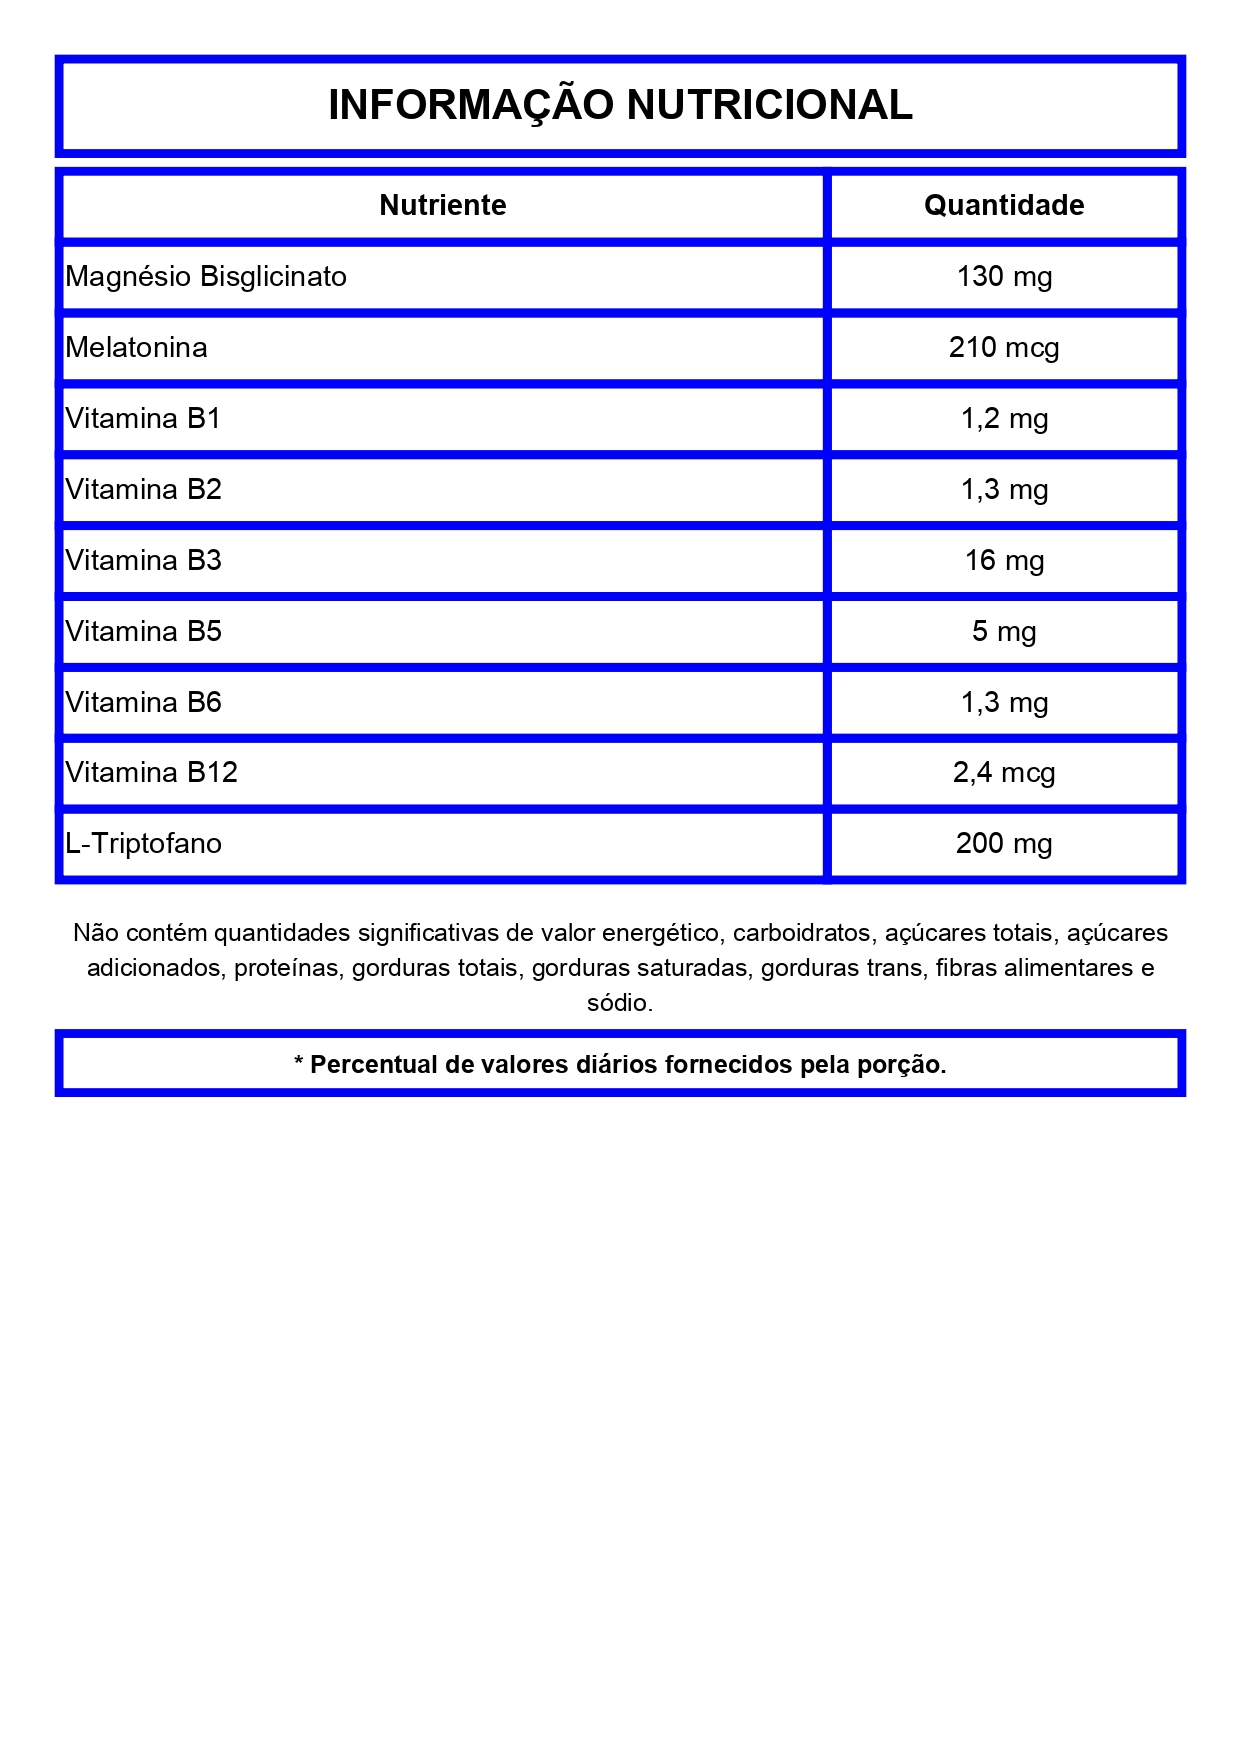 INFORMAÇÃO NUTRICIONAL
Nutriente Quantidade
Magnésio Bisglicinato 130 mg
Melatonina 210 mcg
Vitamina B1 1,2 mg
Vitamina B2 1,3 mg
Vitamina B3 16 mg
Vitamina B5 5 mg
Vitamina B6 1,3 mg
Vitamina B12 2,4 mcg
L-Triptofano 200 mg
Não contém quantidades significativas de valor energético, carboidratos, açúcares totais, açúcares
adicionados, proteínas, gorduras totais, gorduras saturadas, gorduras trans, fibras alimentares e
sódio.
* Percentual de valores diários fornecidos pela porção.